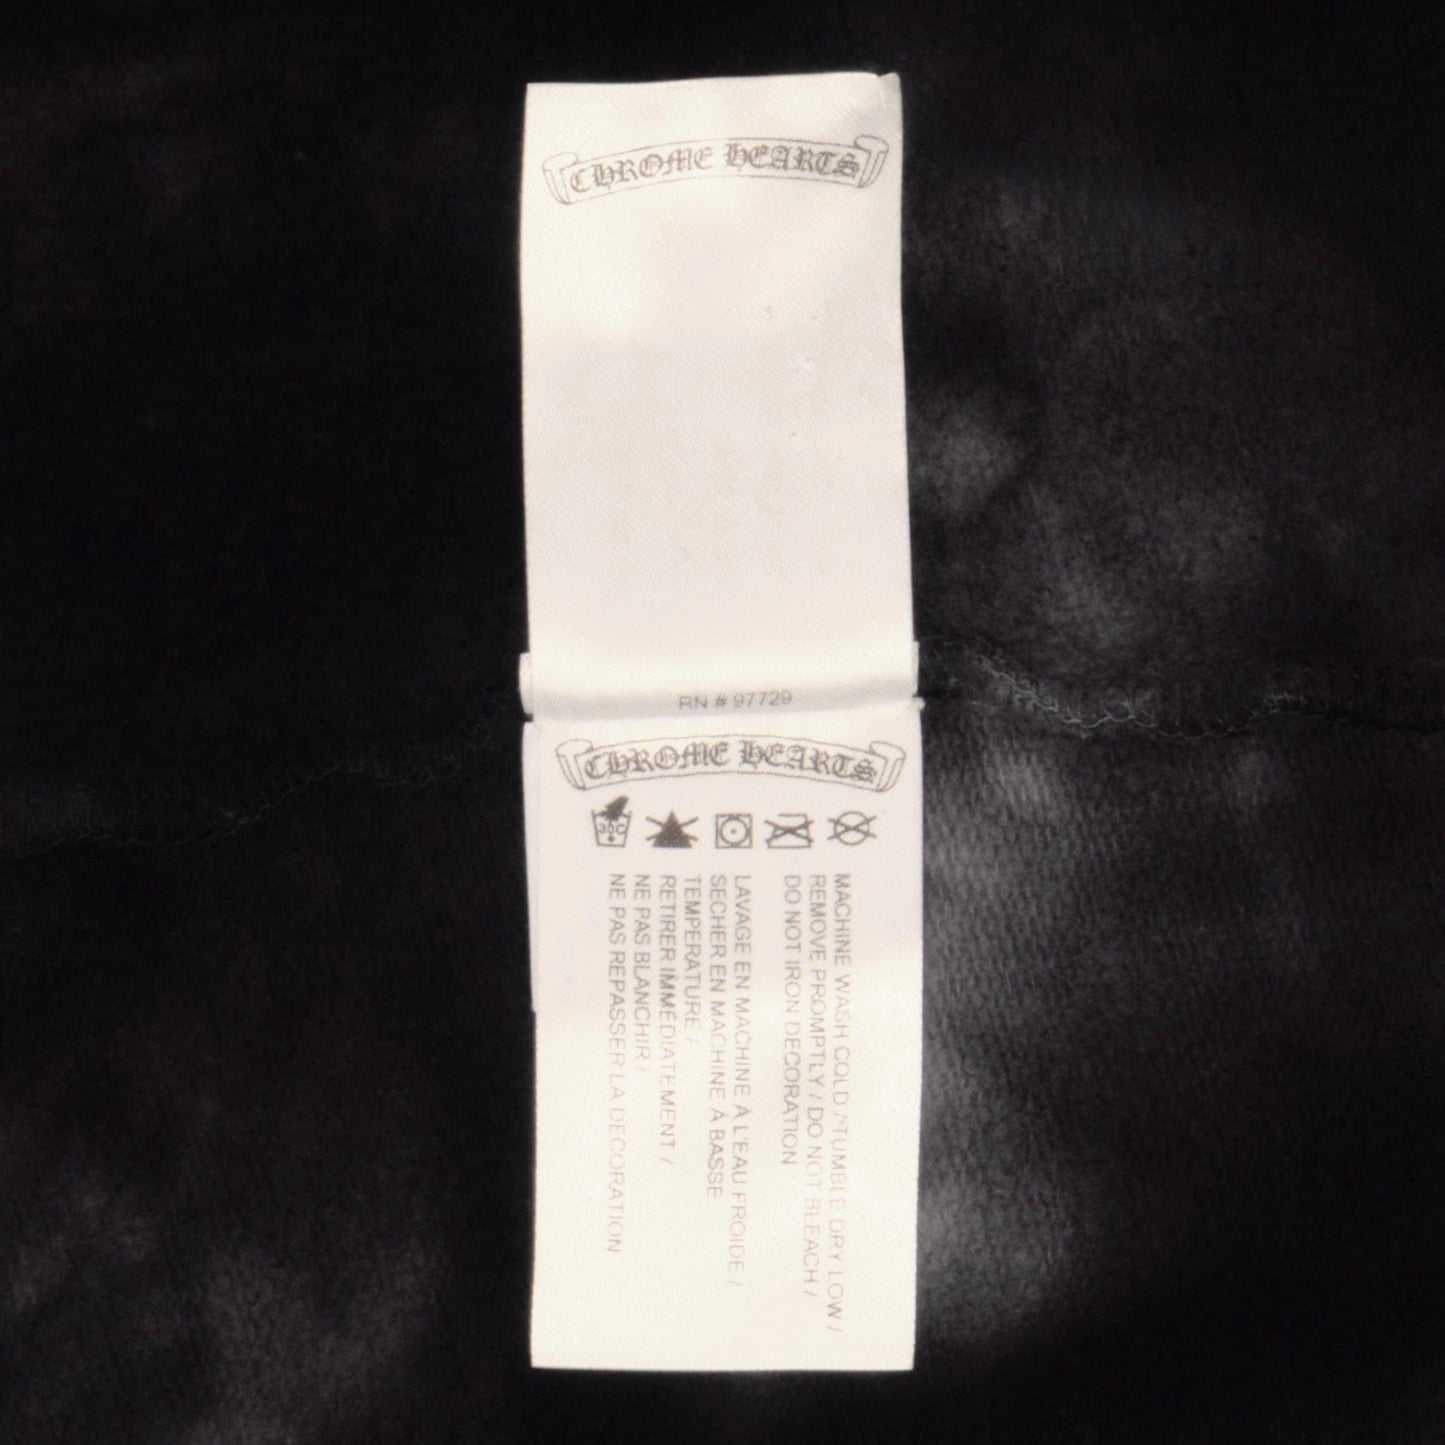 CHROME HEARTS
RN # 97729
CHROME HEARTS
30C
MACHINE WASH COLD / TUMBLE DRY LOW /
REMOVE PROMPTLY / DO NOT BLEACH /
DO NOT IRON DECORATION
LAVAGE EN MACHINE A L'EAU FROIDE /
SECHER EN MACHINE À BASSE
TEMPERATURE /
RETIRER IMMÉDIATEMENT /
NE PAS BLANCHIR /
NE PAS REPASSER LA DECORATION